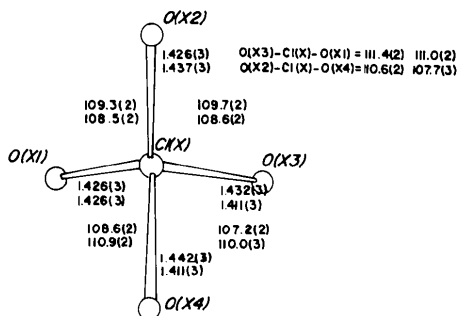 O(X2)
1.426(3) O(X3)-Cl(X)-O(X1)=111.4(2) 111.0(2)
1.437(3) O(X2)-Cl(X)-O(X4)=110.6(2) 107.7(3)
109.3(2) 109.7(2)
108.5(2) 108.6(2)
Cl(X)
O(X1) O(X3)
1.426(3) 1.432(3)
1.426(3) 1.411(3)
108.6(2) 107.2(2)
110.9(2) 110.0(3)
1.442(3)
1.411(3)
O(X4)